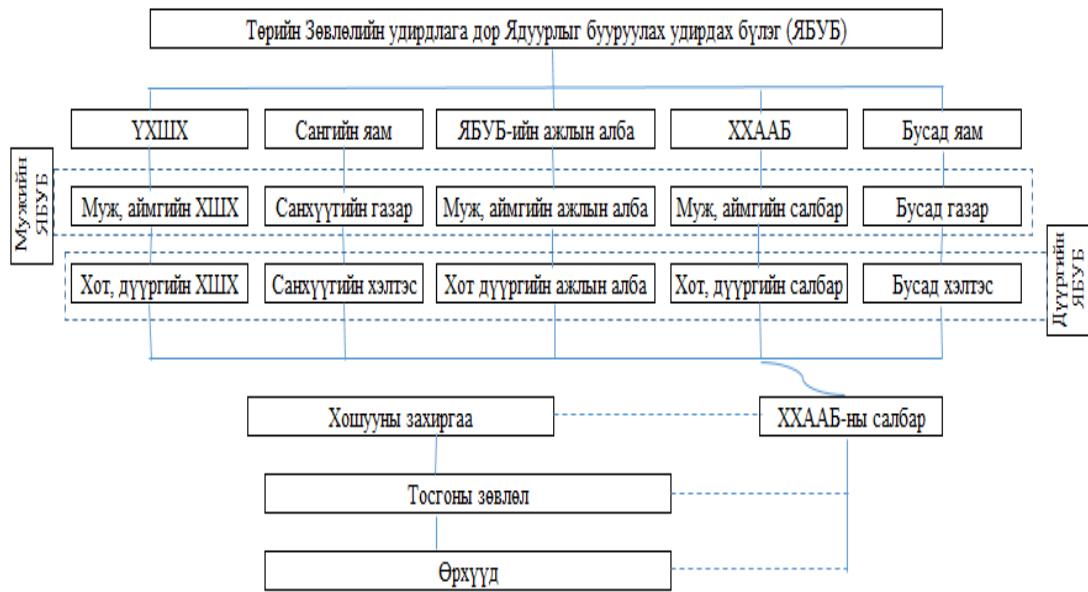 Төрийн Зөвлөлийн удирдлага дор Ядуурлыг бууруулах удирдах бүлэг (ЯБУБ)
ҮХШХ
Сангийн яам
ЯБУБ-ийн ажлын алба
ХХААБ
Бусад яам
Мужийн
ЯБУБ
Муж, аймгийн ХШХ
Санхүүтийн газар
Муж, аймгийн ажлын алба
Муж, аймгийн салбар
Бусад газар
Хот, дүүргийн ХШХ
Санхүүтийн хэлтэс
Хот дүүргийн ажлын алба
Хот, дүүргийн салбар
Бусад хэлтэс
Дүүргийн
ЯБУБ
Хошууны захиргаа
ХХААБ-ны салбар
Тосгоны зөвлөл
Өрхүүд